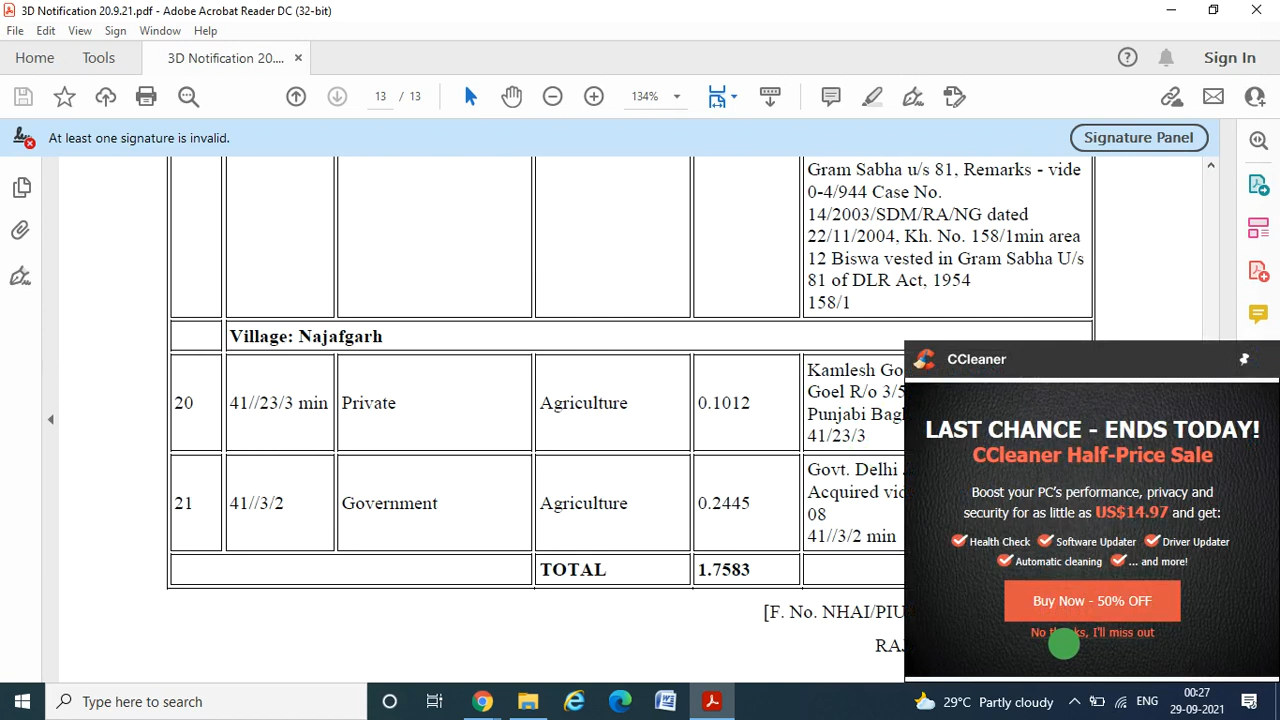 3D Notification 20.9.21.pdf - Adobe Acrobat Reader DC (32-bit)
File Edit View Sign Window Help
Home Tools 3D Notification 20.... × Sign In
13 / 13 134%
At least one signature is invalid. Signature Panel
Gram Sabha u/s 81, Remarks - vide
0-4/944 Case No.
14/2003/SDM/RA/NG dated
22/11/2004, Kh. No. 158/1min area
12 Biswa vested in Gram Sabha U/s
81 of DLR Act, 1954
158/1
Village: Najafgarh
20 41//23/3 min Private Agriculture 0.1012
Kamlesh Go
Goel R/o 3/5
Punjabi Bagh
41/23/3
21 41//3/2 Government Agriculture 0.2445
Govt. Delhi
Acquired vid
08
41//3/2 min
TOTAL 1.7583
[F. No. NHAI/PIU
RA
CCleaner
LAST CHANCE - ENDS TODAY!
CCleaner Half-Price Sale
Boost your PC's performance, privacy and
security for as little as US$14.97 and get:
Health Check Software Updater Driver Updater
Automatic cleaning ... and more!
Buy Now - 50% OFF
No thanks, I'll miss out
Type here to search 29°C Partly cloudy ENG 00:27
29-09-2021